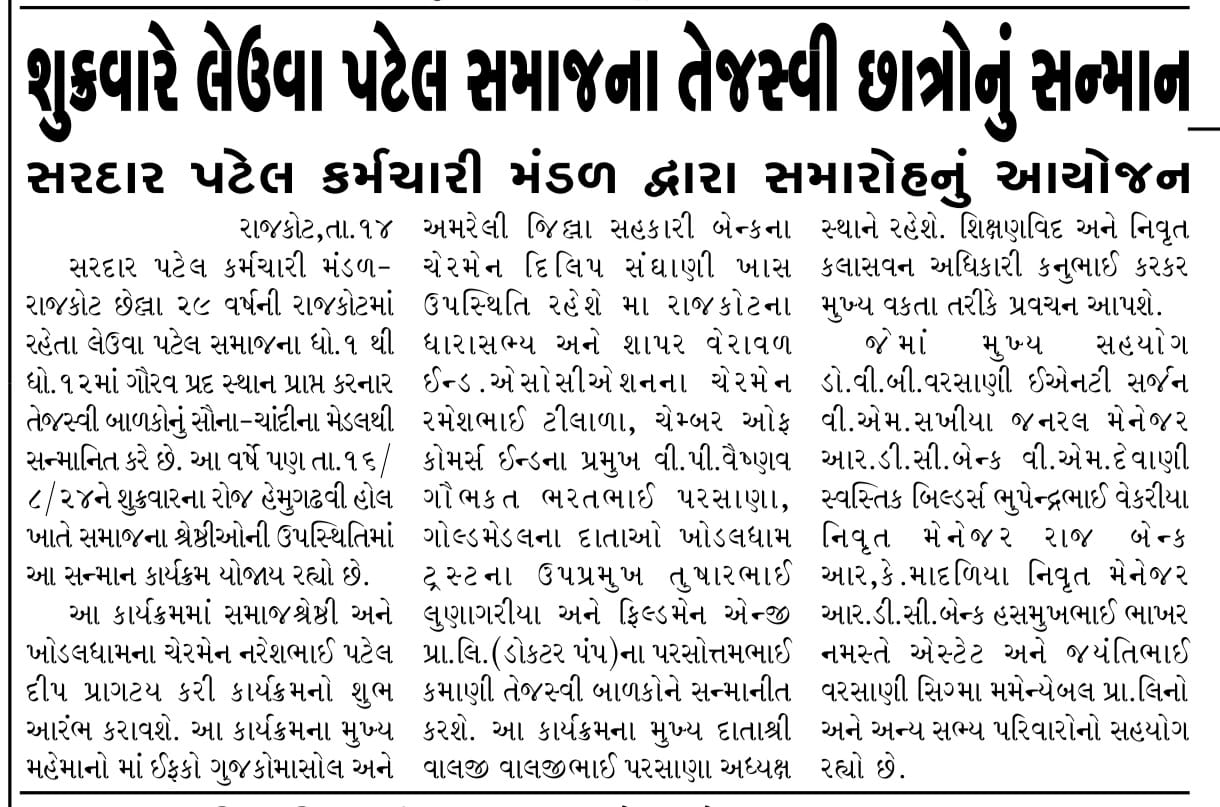 શુક્રવારે લેઉવા પટેલ સમાજના તેજસ્વી છાત્રોનું સન્માન
સરદાર પટેલ કર્મચારી મંડળ દ્વારા સમારોહનું આયોજન
રાજકોટ,તા.૧૪
સરદાર પટેલ કર્મચારી મંડળ-
રાજકોટ છેલ્લા ૨૯ વર્ષની રાજકોટમાં
રહેતા લેઉવા પટેલ સમાજના ધો.૧ થી
ધો.૧૨માં ગૌરવ પ્રદ સ્થાન પ્રાપ્ત કરનાર
તેજસ્વી બાળકોનું સૌના-ચાંદીના મેડલથી
સન્માનિત કરે છે. આ વર્ષે પણ તા.૧૬/
૮/૨૪ને શુક્રવારના રોજ હેમુગઢવી હોલ
ખાતે સમાજના શ્રેષ્ઠીઓની ઉપસ્થિતિમાં
આ સન્માન કાર્યક્રમ યોજાય રહ્યો છે.
આ કાર્યક્રમમાં સમાજશ્રેષ્ઠી અને
ખોડલધામના ચેરમેન નરેશભાઈ પટેલ
દીપ પ્રાગટય કરી કાર્યક્રમનો શુભ
આરંભ કરાવશે. આ કાર્યક્રમના મુખ્ય
મહેમાનો માં ઈફકો ગુજકોમાસોલ અને
અમરેલી જિલ્લા સહકારી બેન્કના
ચેરમેન દિલિપ સંઘાણી ખાસ
ઉપસ્થિતિ રહેશે મા રાજકોટના
ધારાસભ્ય અને શાપર વેરાવળ
ઈન્ડ.એસોસીએશનના ચેરમેન
રમેશભાઈ ટીલાળા, ચેમ્બર ઓફ
કોમર્સ ઈન્ડના પ્રમુખ વી.પી.વૈષ્ણવ
ગૌભકત ભરતભાઈ પરસાણા,
ગોલ્ડમેડલના દાતાઓ ખોડલધામ
ટ્રસ્ટના ઉપપ્રમુખ તુષારભાઈ
લુણાગરીયા અને ફિલ્ડમેન એન્જી
પ્રા.લિ.(ડોકટર પંપ)ના પરસોત્તમભાઈ
કમાણી તેજસ્વી બાળકોને સન્માનીત
કરશે. આ કાર્યક્રમના મુખ્ય દાતાશ્રી
વાલજી વાલજીભાઈ પરસાણા અધ્યક્ષ
સ્થાને રહેશે. શિક્ષણવિદ અને નિવૃત
કલાસવન અધિકારી કનુભાઈ કરકર
મુખ્ય વકતા તરીકે પ્રવચન આપશે.
જેમાં મુખ્ય સહયોગ
ડો.વી.બી.વરસાણી ઈએનટી સર્જન
વી.એમ.સખીયા જનરલ મેનેજર
આર.ડી.સી.બેન્ક વી.એમ.દેવાણી
સ્વસ્તિક બિલ્ડર્સ ભુપેન્દ્રભાઈ વેકરીયા
નિવૃત મેનેજર રાજ બેન્ક
આર,કે.માદળિયા નિવૃત મેનેજર
આર.ડી.સી.બેન્ક હસમુખભાઈ ભાખર
નમસ્તે એસ્ટેટ અને જયંતિભાઈ
વરસાણી સિગ્મા મમેન્યેબલ પ્રા.લિનો
અને અન્ય સભ્ય પરિવારોનો સહયોગ
રહ્યો છે.